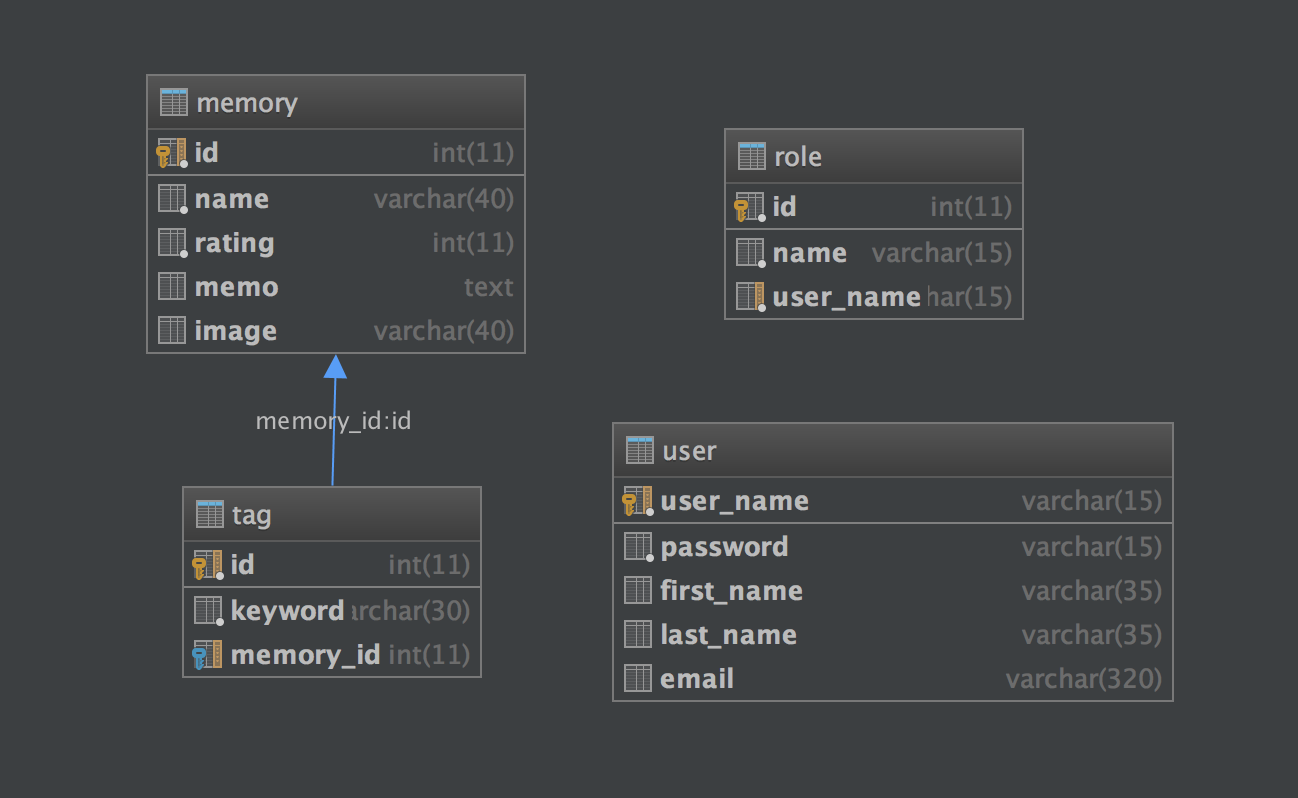 memory
id int(11)
name varchar(40)
rating int(11)
memo text
image varchar(40)
memory_id:id
tag
id int(11)
keyword archar(30)
memory_id int(11)
role
id int(11)
name varchar(15)
user_name har(15)
user
user_name varchar(15)
password varchar(15)
first_name varchar(35)
last_name varchar(35)
email varchar(320)